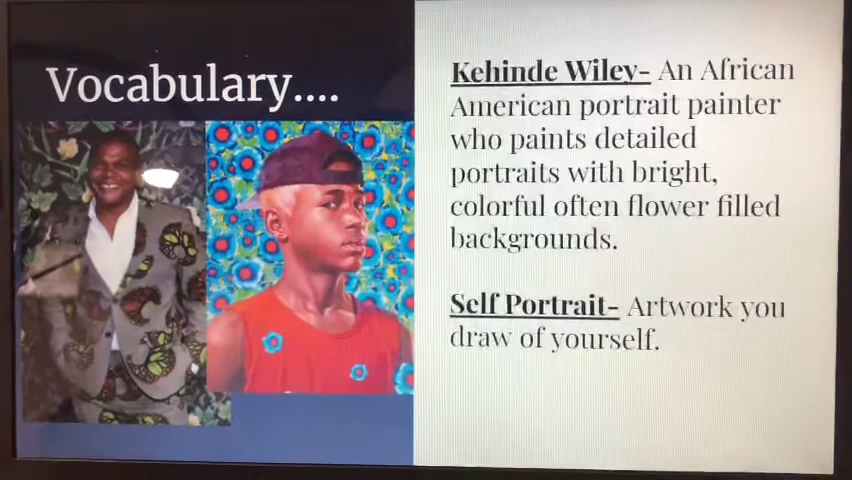 Vocabulary....
Kehinde Wiley- An African
American portrait painter
who paints detailed
portraits with bright,
colorful often flower filled
backgrounds.
Self Portrait- Artwork you
draw of yourself.